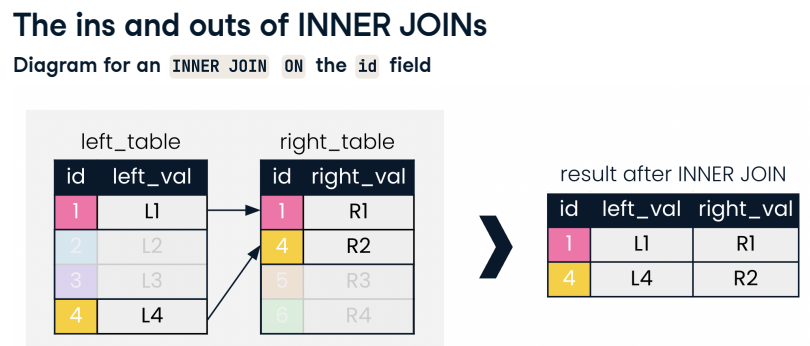 The ins and outs of INNER JOINs
Diagram for an INNER JOIN ON the id field
left_table
id left_val
1 L1
2 L2
3 L3
4 L4
right_table
id right_val
1 R1
4 R2
5 R3
6 R4
result after INNER JOIN
id left_val right_val
1 L1 R1
4 L4 R2